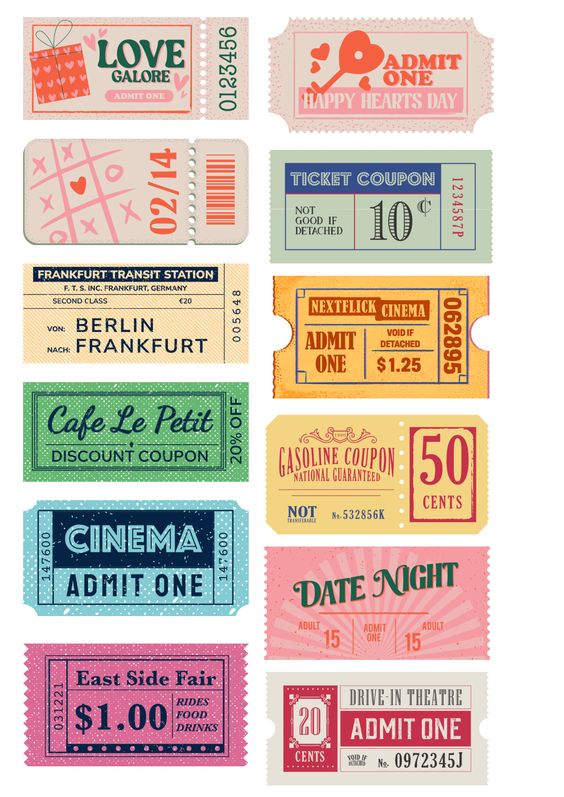 LOVE
GALORE
ADMIT ONE
0123456
ADMIT
ONE
HAPPY HEARTS DAY
02/14
TICKET COUPON
NOT
GOOD IF
DETACHED
10¢
1234587P
FRANKFURT TRANSIT STATION
F. T. S. INC. FRANKFURT, GERMANY
SECOND CLASS €20
VON: BERLIN
NACH: FRANKFURT
005648
NEXTFLICK CINEMA
ADMIT
ONE
VOID IF
DETACHED
$1.25
062895
Cafe Le Petit
DISCOUNT COUPON
20% OFF
GASOLINE COUPON
NATIONAL GUARANTEED
NOT
TRANSFERABLE
No. 532856K
50
CENTS
147600
CINEMA
ADMIT ONE
147600
DATE NIGHT
ADULT
15
ADMIT
ONE
ADULT
15
031221
East Side Fair
$1.00
RIDES
FOOD
DRINKS
20
CENTS
DRIVE-IN THEATRE
ADMIT ONE
VOID IF
DETACHED
No. 0972345J